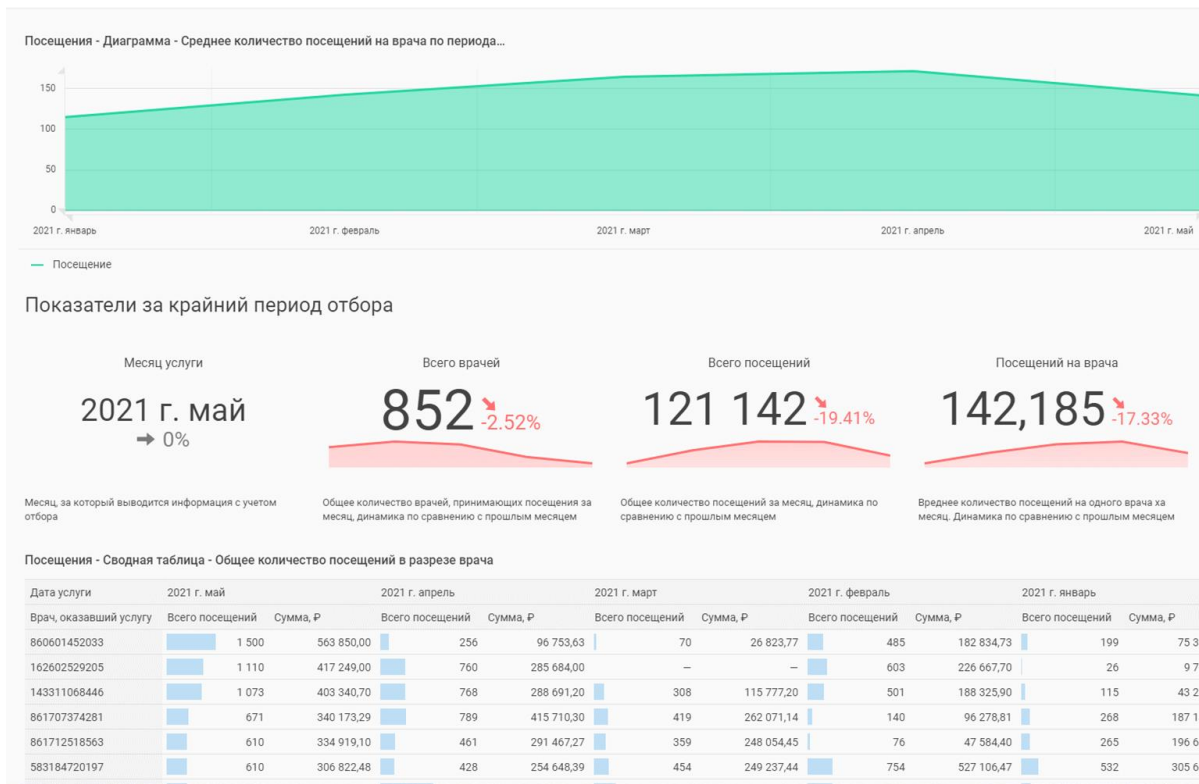 Посещения - Диаграмма - Среднее количество посещений на врача по периода...
150
100
50
0
2021 г. январь 2021 г. февраль 2021 г. март 2021 г. апрель 2021 г. май
Посещение
Показатели за крайний период отбора
Месяц услуги Всего врачей Всего посещений Посещений на врача
2021 г. май 852 -2.52% 121 142 -19.41% 142,185 -17.33%
0%
Месяц, за который выводится информация с учетом Общее количество врачей, принимающих посещения за Общее количество посещений за месяц, динамика по Вреднее количество посещений на одного врача ха
отбора месяц, динамика по сравнению с прошлым месяцем сравнению с прошлым месяцем месяц. Динамика по сравнению с прошлым месяцем
Посещения - Сводная таблица - Общее количество посещений в разрезе врача
Дата услуги 2021 г. май 2021 г. апрель 2021 г. март 2021 г. февраль 2021 г. январь
Врач, оказавший услугу Всего посещений Сумма, ₽ Всего посещений Сумма, ₽ Всего посещений Сумма, ₽ Всего посещений Сумма, ₽ Всего посещений Сумма, ₽
860601452033 1 500 563 850,00 256 96 753,63 70 26 823,77 485 182 834,73 199 75 3
162602529205 1 110 417 249,00 760 285 684,00 — — 603 226 667,70 26 9 7
143311068446 1 073 403 340,70 768 288 691,20 308 115 777,20 501 188 325,90 115 43 2
861707374281 671 340 173,29 789 415 710,30 419 262 071,14 140 96 278,81 268 187 1
861712518563 610 334 919,10 461 291 467,27 359 248 054,45 76 47 584,40 265 196 6
583184720197 610 306 822,48 428 254 648,39 454 249 237,44 754 527 106,47 532 305 6